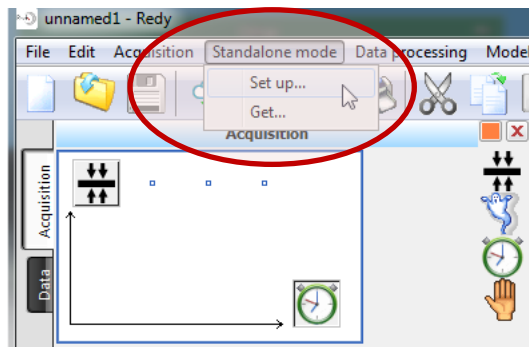 unnamed1 - Redy
File Edit Acquisition Standalone mode Data processing Model
Set up...
Get...
Acquisition
Acquisition
Data